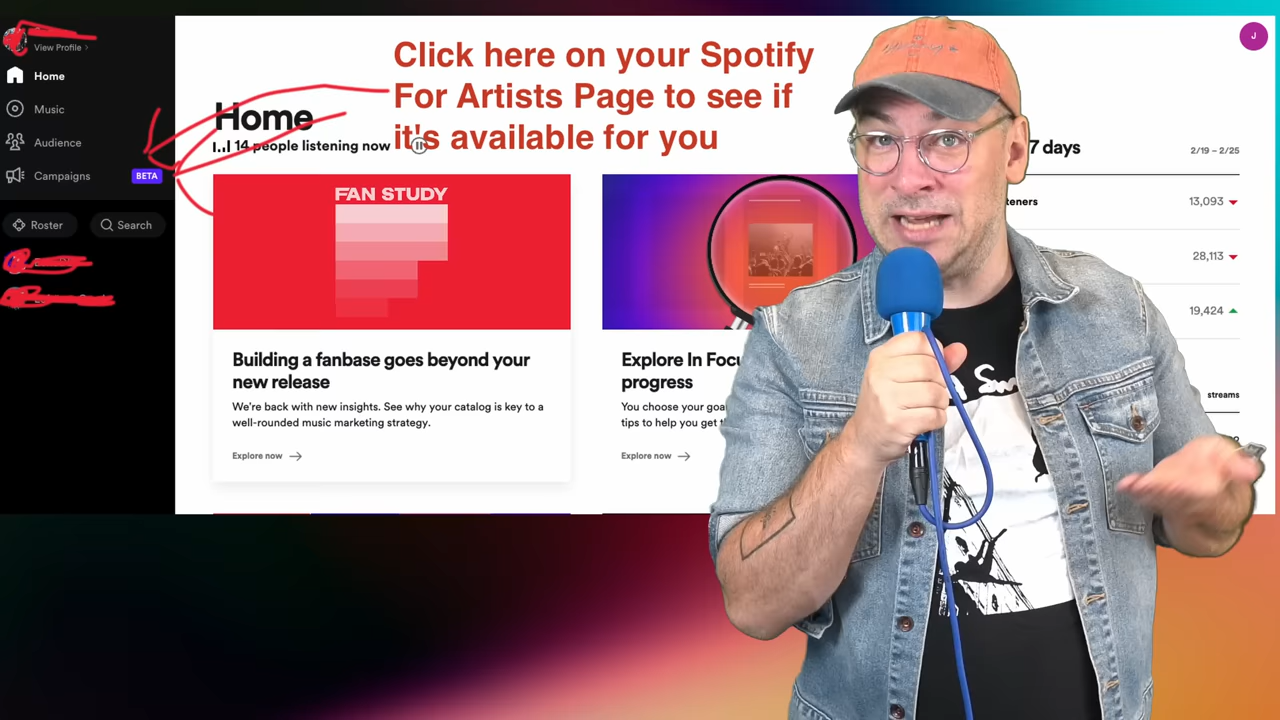 View Profile
Home
Music
Audience
Campaigns
BETA
Roster
Search
Click here on your Spotify
For Artists Page to see if
it's available for you
Home
14 people listening now
FAN STUDY
Building a fanbase goes beyond your
new release
We're back with new insights. See why your catalog is key to a
well-rounded music marketing strategy.
Explore now
Explore In
progress
You choose your
tips to help you get
Explore now
J
7 days
2/19 – 2/25
13,093
28,113
19,424
streams